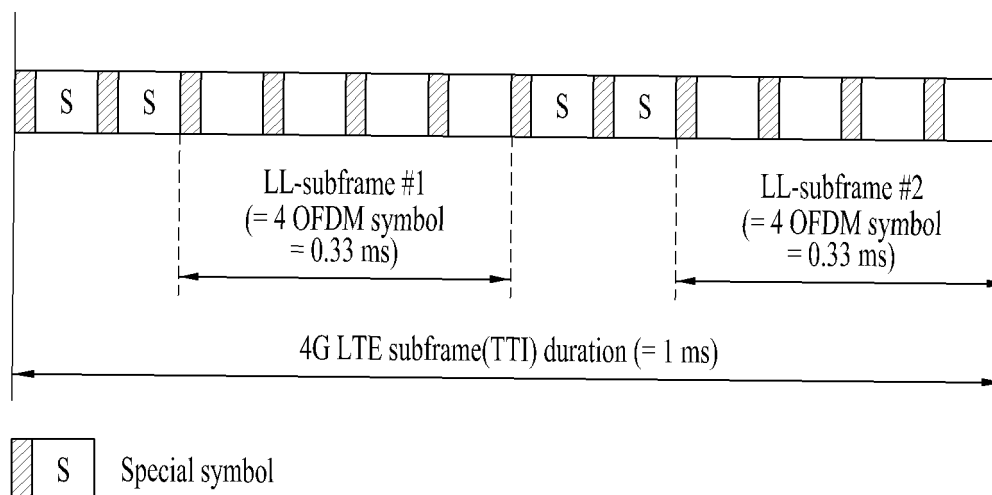 S S S S
LL-subframe #1
(= 4 OFDM symbol
= 0.33 ms)
LL-subframe #2
(= 4 OFDM symbol
= 0.33 ms)
4G LTE subframe(TTI) duration (= 1 ms)
S Special symbol